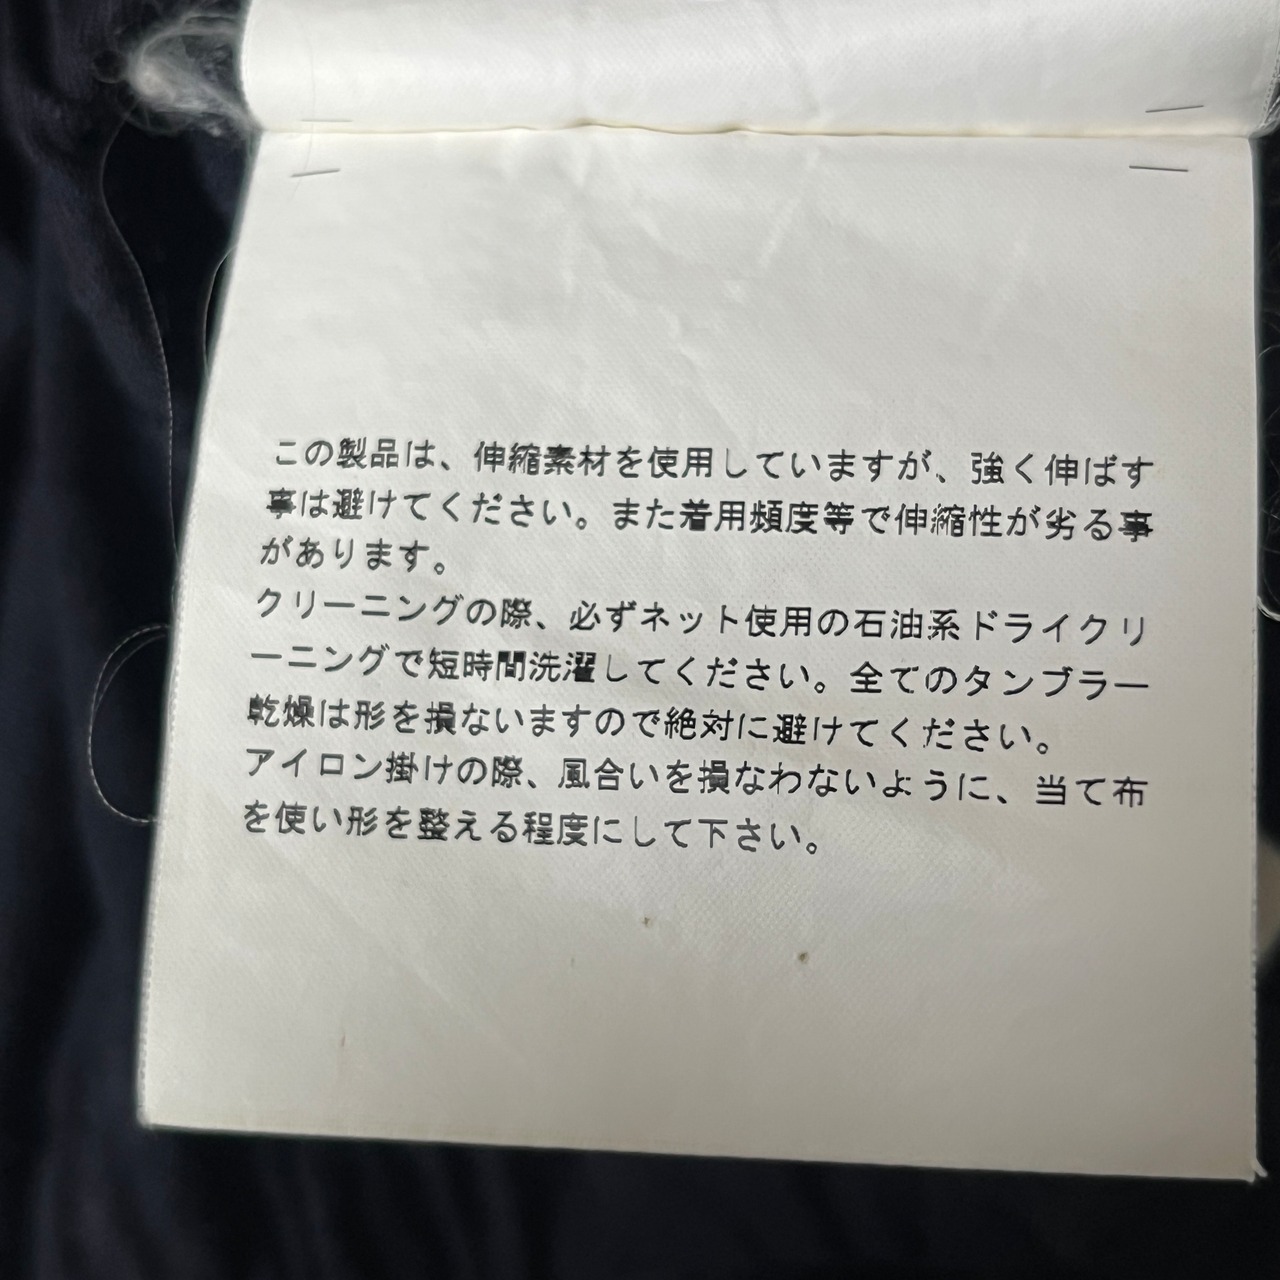 この製品は、伸縮素材を使用していますが、強く伸ばす
事は避けてください。また着用頻度等で伸縮性が劣る事
があります。
クリーニングの際、必ずネット使用の石油系ドライクリ
ーニングで短時間洗濯してください。全てのタンブラー
乾燥は形を損ないますので絶対に避けてください。
アイロン掛けの際、風合いを損なわないように、当て布
を使い形を整える程度にして下さい。